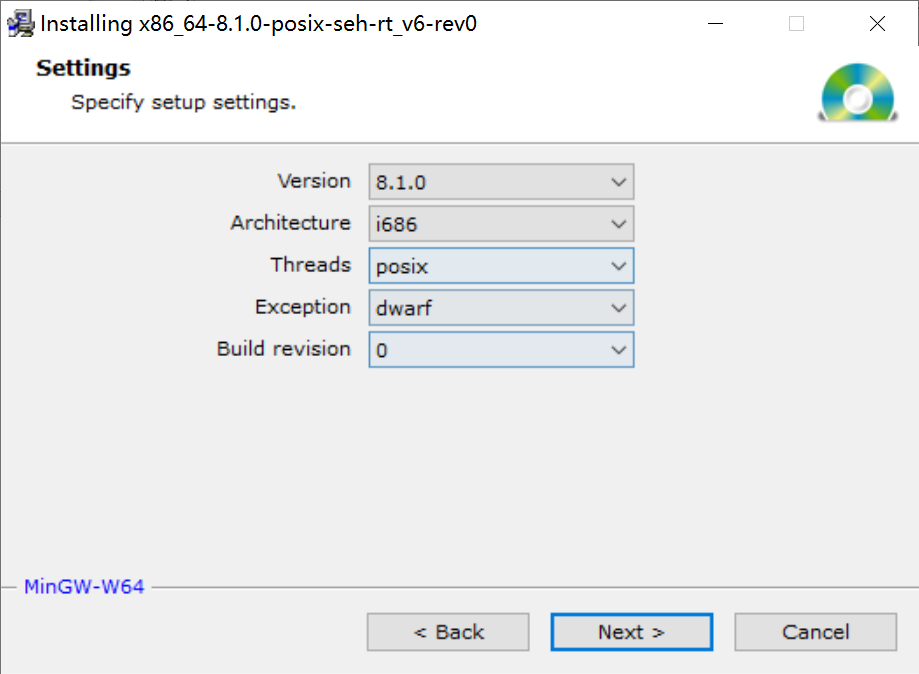 Installing x86_64-8.1.0-posix-seh-rt_v6-rev0
Settings
Specify setup settings.
Version 8.1.0
Architecture i686
Threads posix
Exception dwarf
Build revision 0
MinGW-W64
< Back Next > Cancel